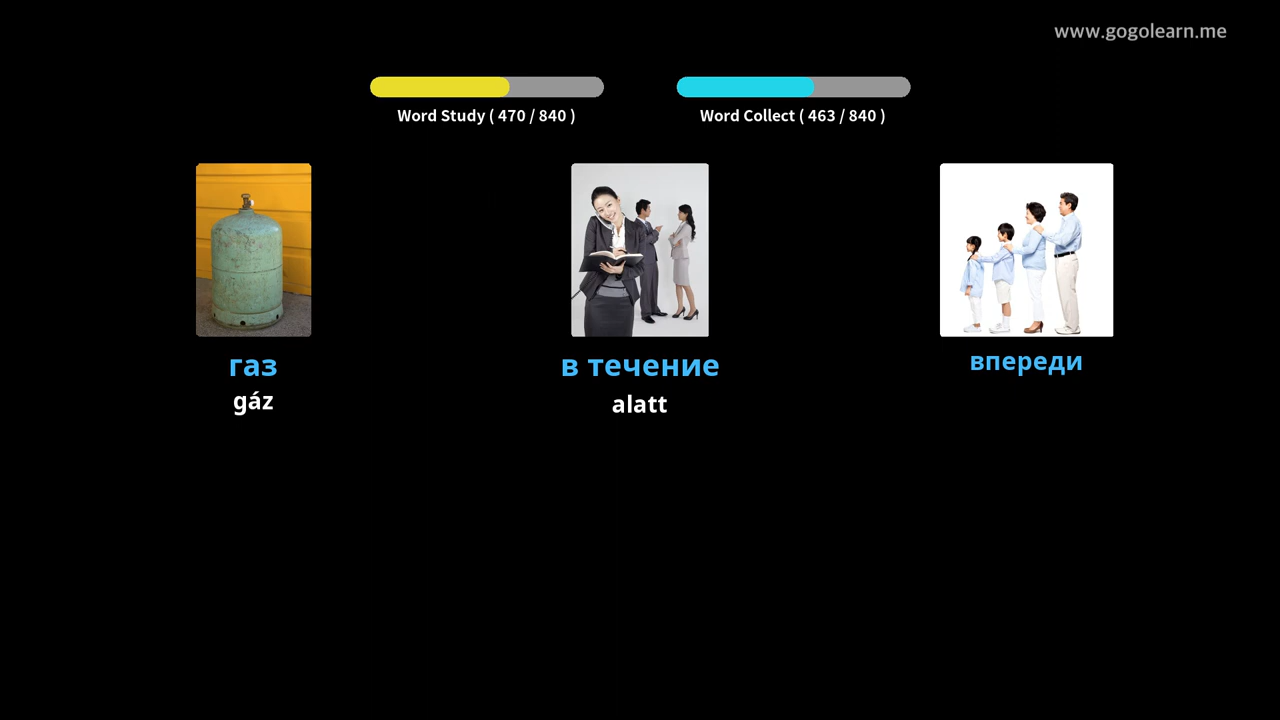 www.gogolearn.me
Word Study ( 470 / 840 )
Word Collect ( 463 / 840 )
газ
gáz
в течение
alatt
впереди